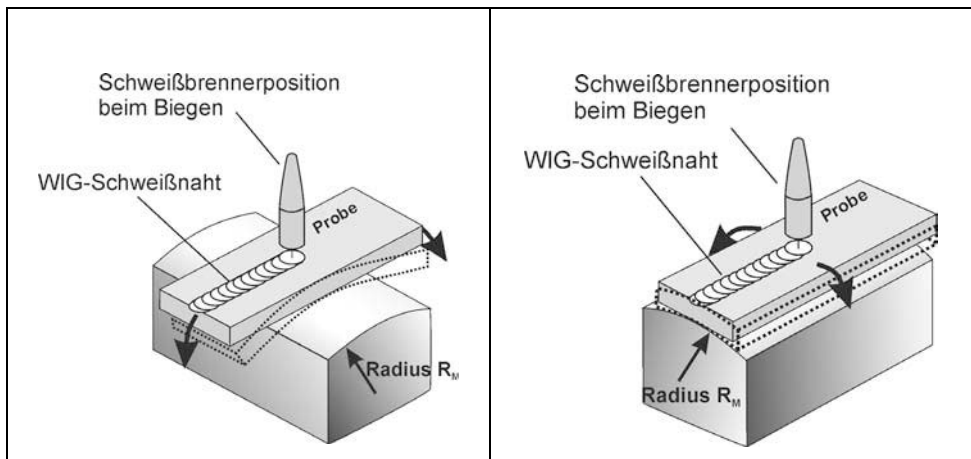 Schweißbrennerposition
beim Biegen
WIG-Schweißnaht
Probe
Radius R_M
Schweißbrennerposition
beim Biegen
WIG-Schweißnaht
Probe
Radius R_M